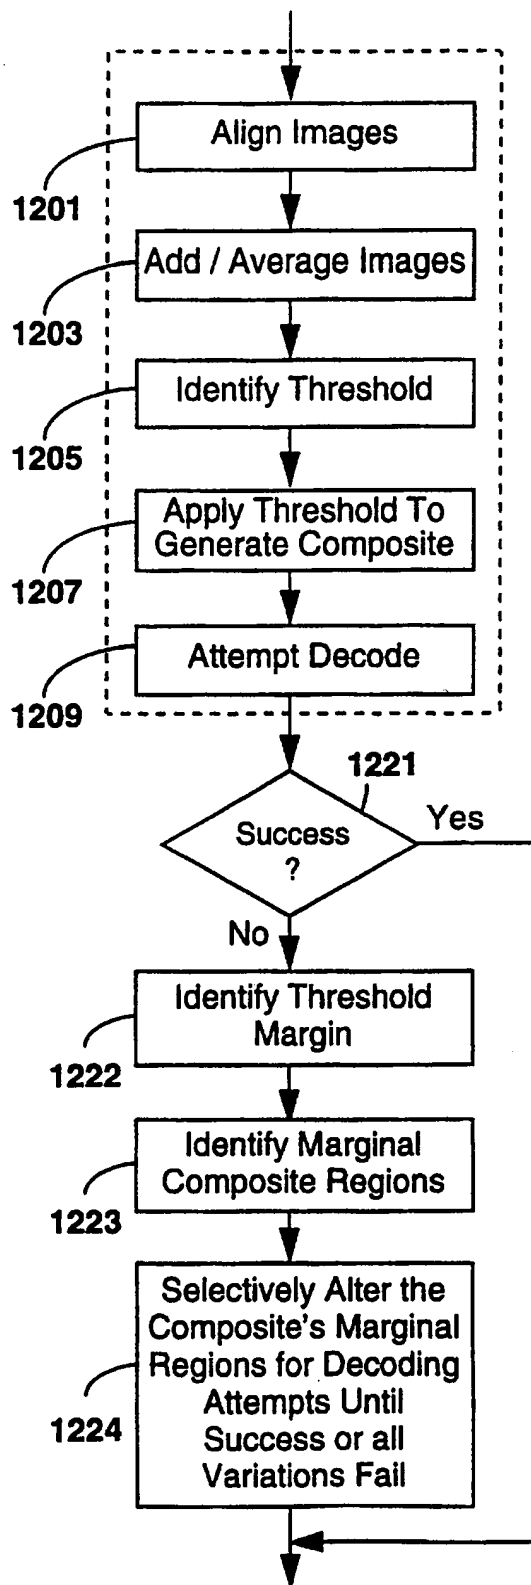 Align Images
1201
Add / Average Images
1203
Identify Threshold
1205
Apply Threshold To
Generate Composite
1207
Attempt Decode
1209
1221
Success
?
Yes
No
Identify Threshold
Margin
1222
Identify Marginal
Composite Regions
1223
Selectively Alter the
Composite's Marginal
Regions for Decoding
Attempts Until
Success or all
Variations Fail
1224